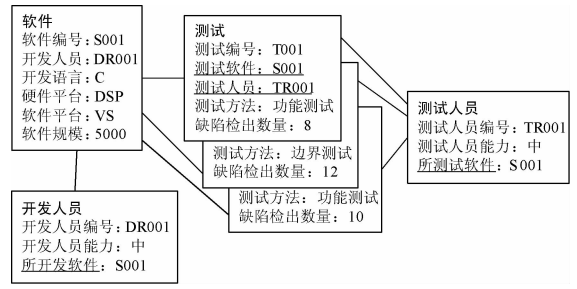 软件
软件编号：S001
开发人员：DR001
开发语言：C
硬件平台：DSP
软件平台：VS
软件规模：5000
测试
测试编号：T001
测试软件：S001
测试人员：TR001
测试方法：功能测试
缺陷检出数量：8
测试方法：边界测试
缺陷检出数量：12
测试方法：功能测试
缺陷检出数量：10
测试人员
测试人员编号：TR001
测试人员能力：中
所测试软件：S001
开发人员
开发人员编号：DR001
开发人员能力：中
所开发软件：S001